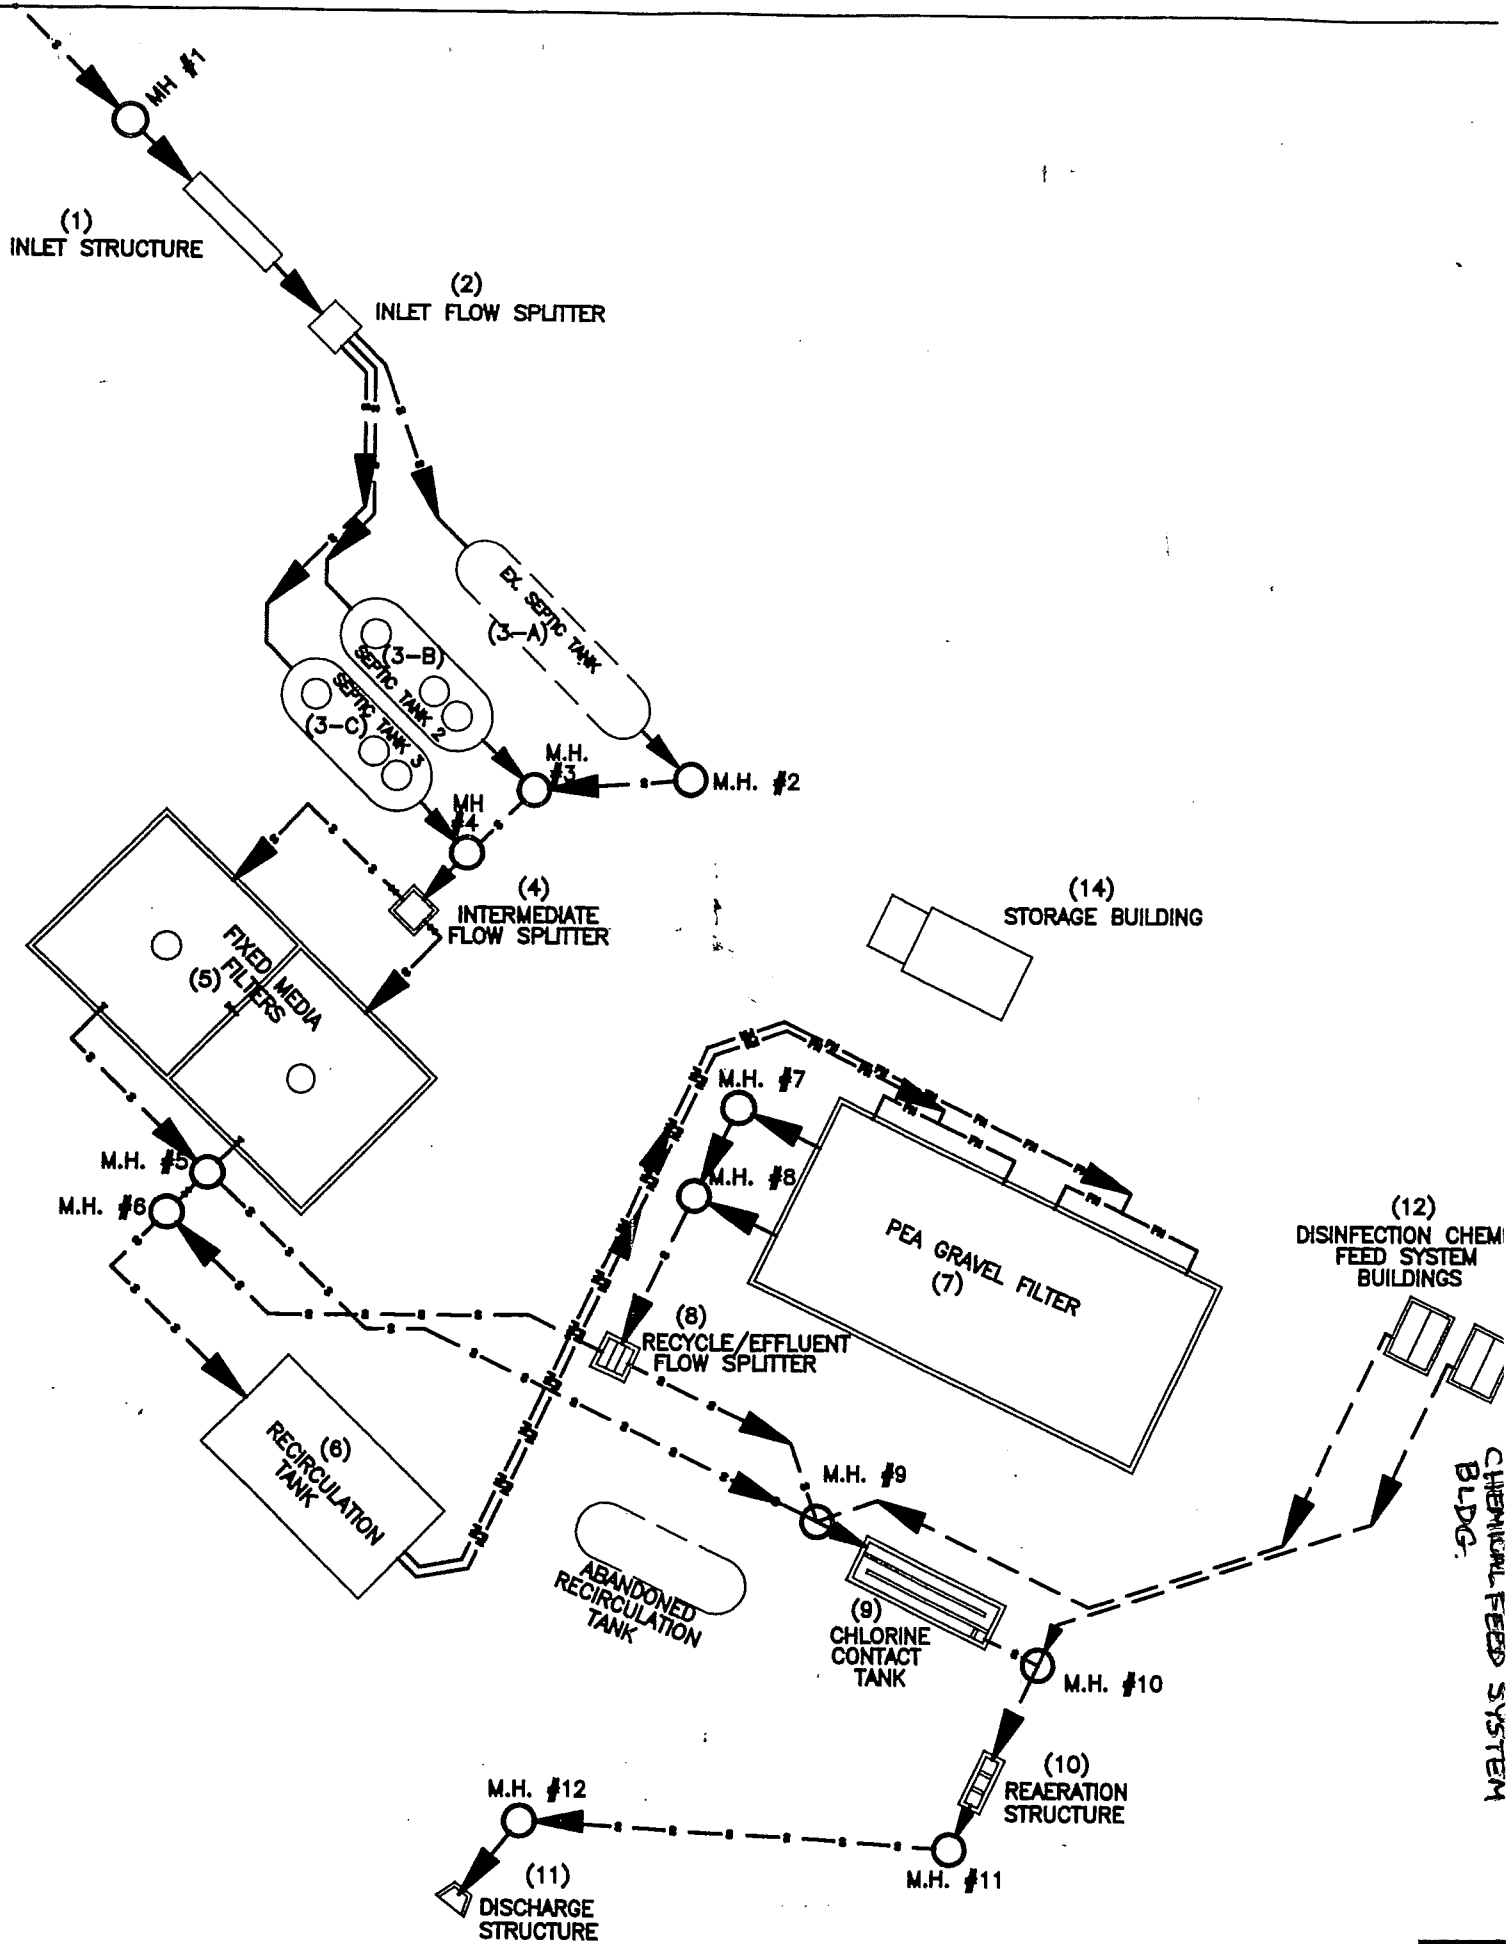 MH #1
(1)
INLET STRUCTURE
(2)
INLET FLOW SPLITTER
EX. SEPTIC TANK
(3-A)
(3-B)
SEPTIC TANK 2
SEPTIC TANK 3
(3-C)
M.H.
#3
M.H. #2
MH
#4
(4)
INTERMEDIATE
FLOW SPLITTER
(14)
STORAGE BUILDING
FIXED MEDIA
FILTERS
(5)
M.H. #7
M.H. #5
M.H. #8
M.H. #6
PEA GRAVEL FILTER
(7)
(12)
DISINFECTION CHEMI
FEED SYSTEM
BUILDINGS
(8)
RECYCLE/EFFLUENT
FLOW SPLITTER
(6)
RECIRCULATION
TANK
M.H. #9
CHEMICAL FEED SYSTEM
BLDG.
ABANDONED
RECIRCULATION
TANK
(9)
CHLORINE
CONTACT
TANK
M.H. #10
(10)
REAERATION
STRUCTURE
M.H. #12
M.H. #11
(11)
DISCHARGE
STRUCTURE